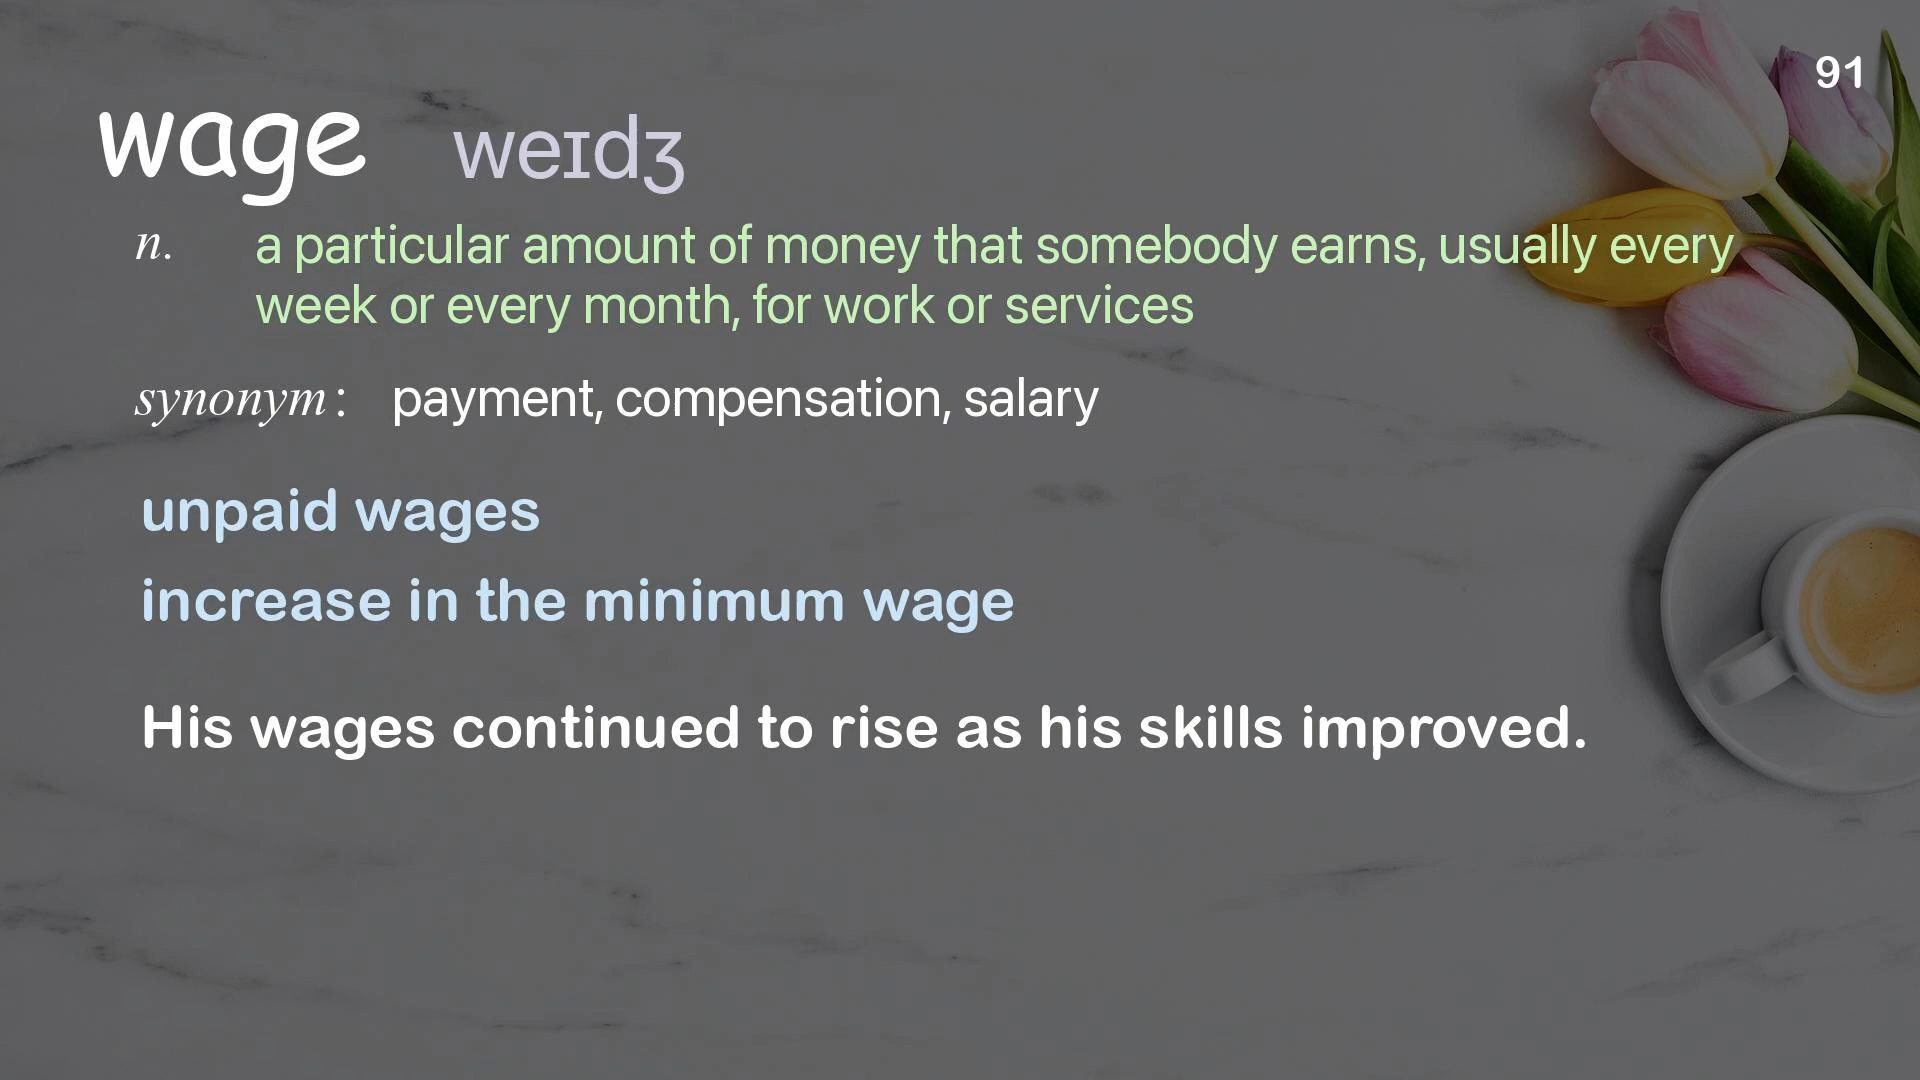 91
wage weɪdʒ
n. a particular amount of money that somebody earns, usually every
week or every month, for work or services
synonym : payment, compensation, salary
unpaid wages
increase in the minimum wage
His wages continued to rise as his skills improved.